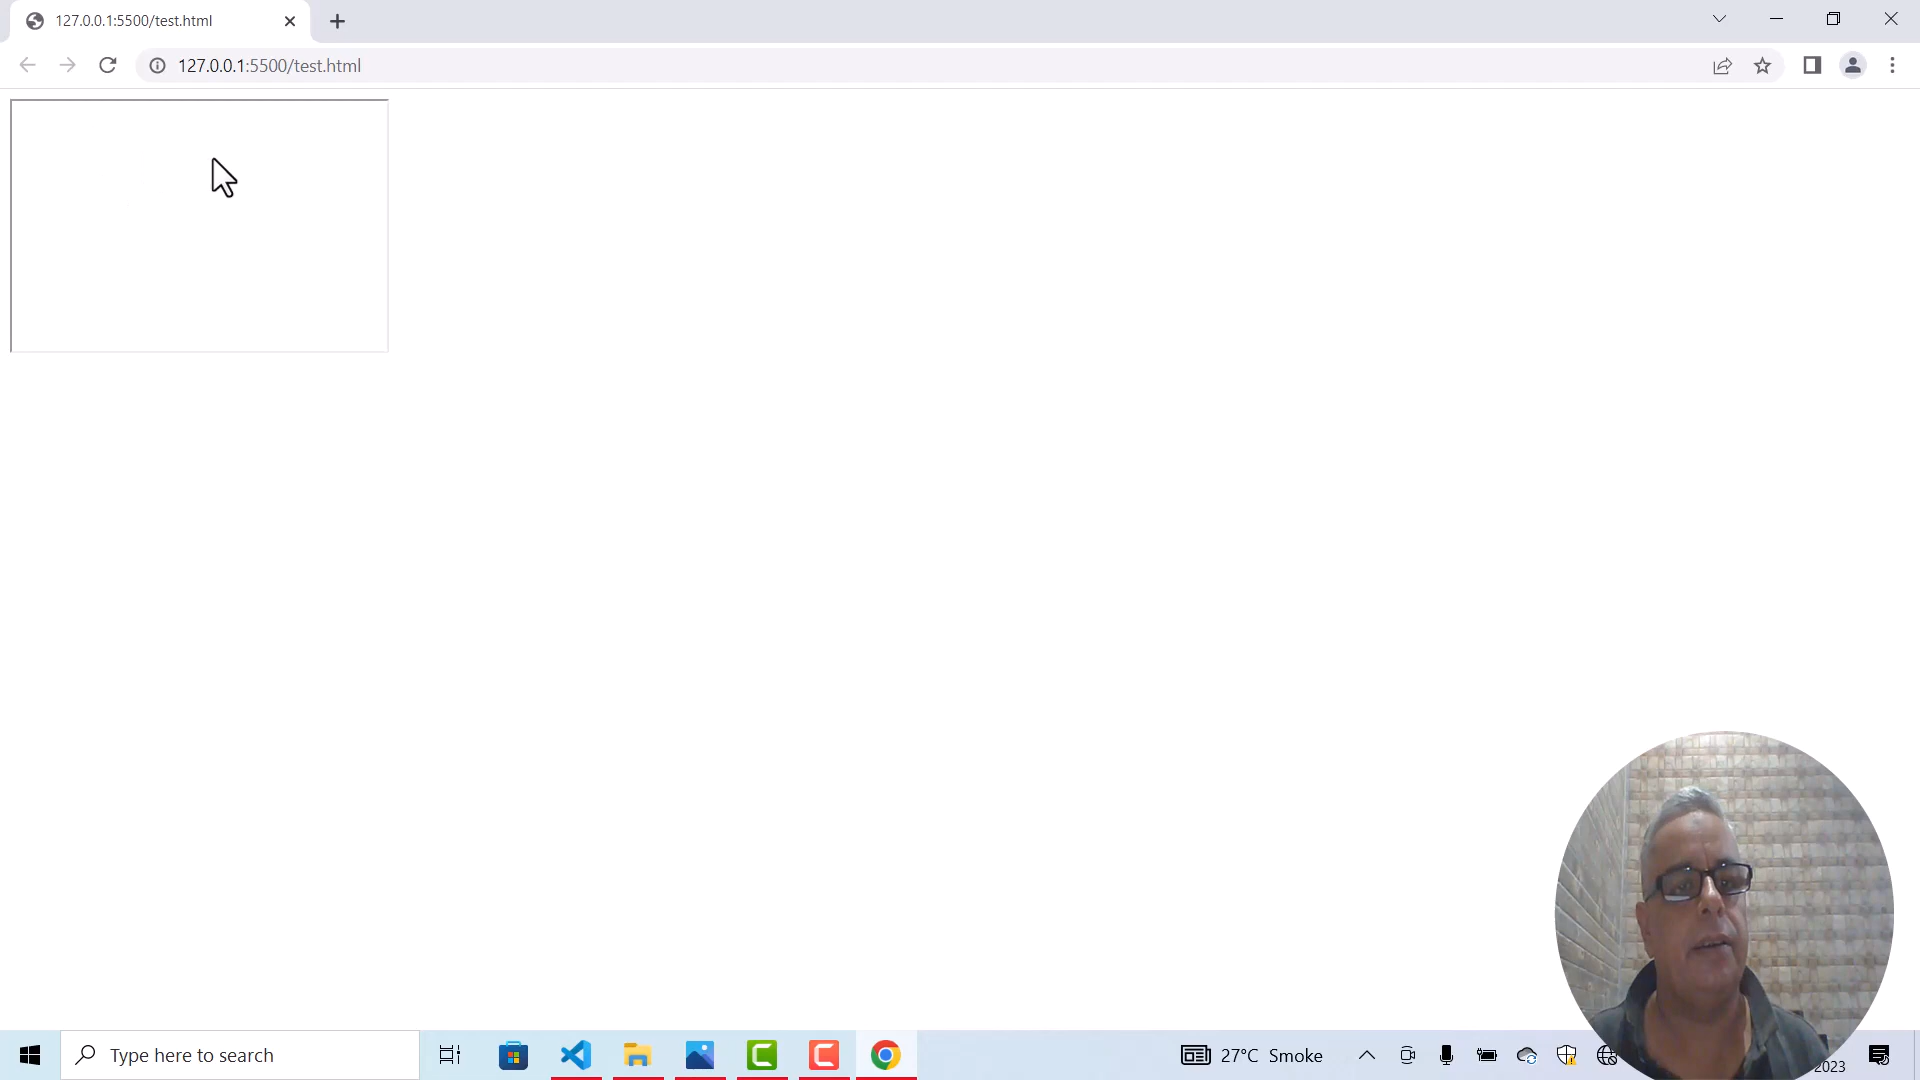 127.0.0.1:5500/test.html
127.0.0.1:5500/test.html
Type here to search
27°C Smoke
2023